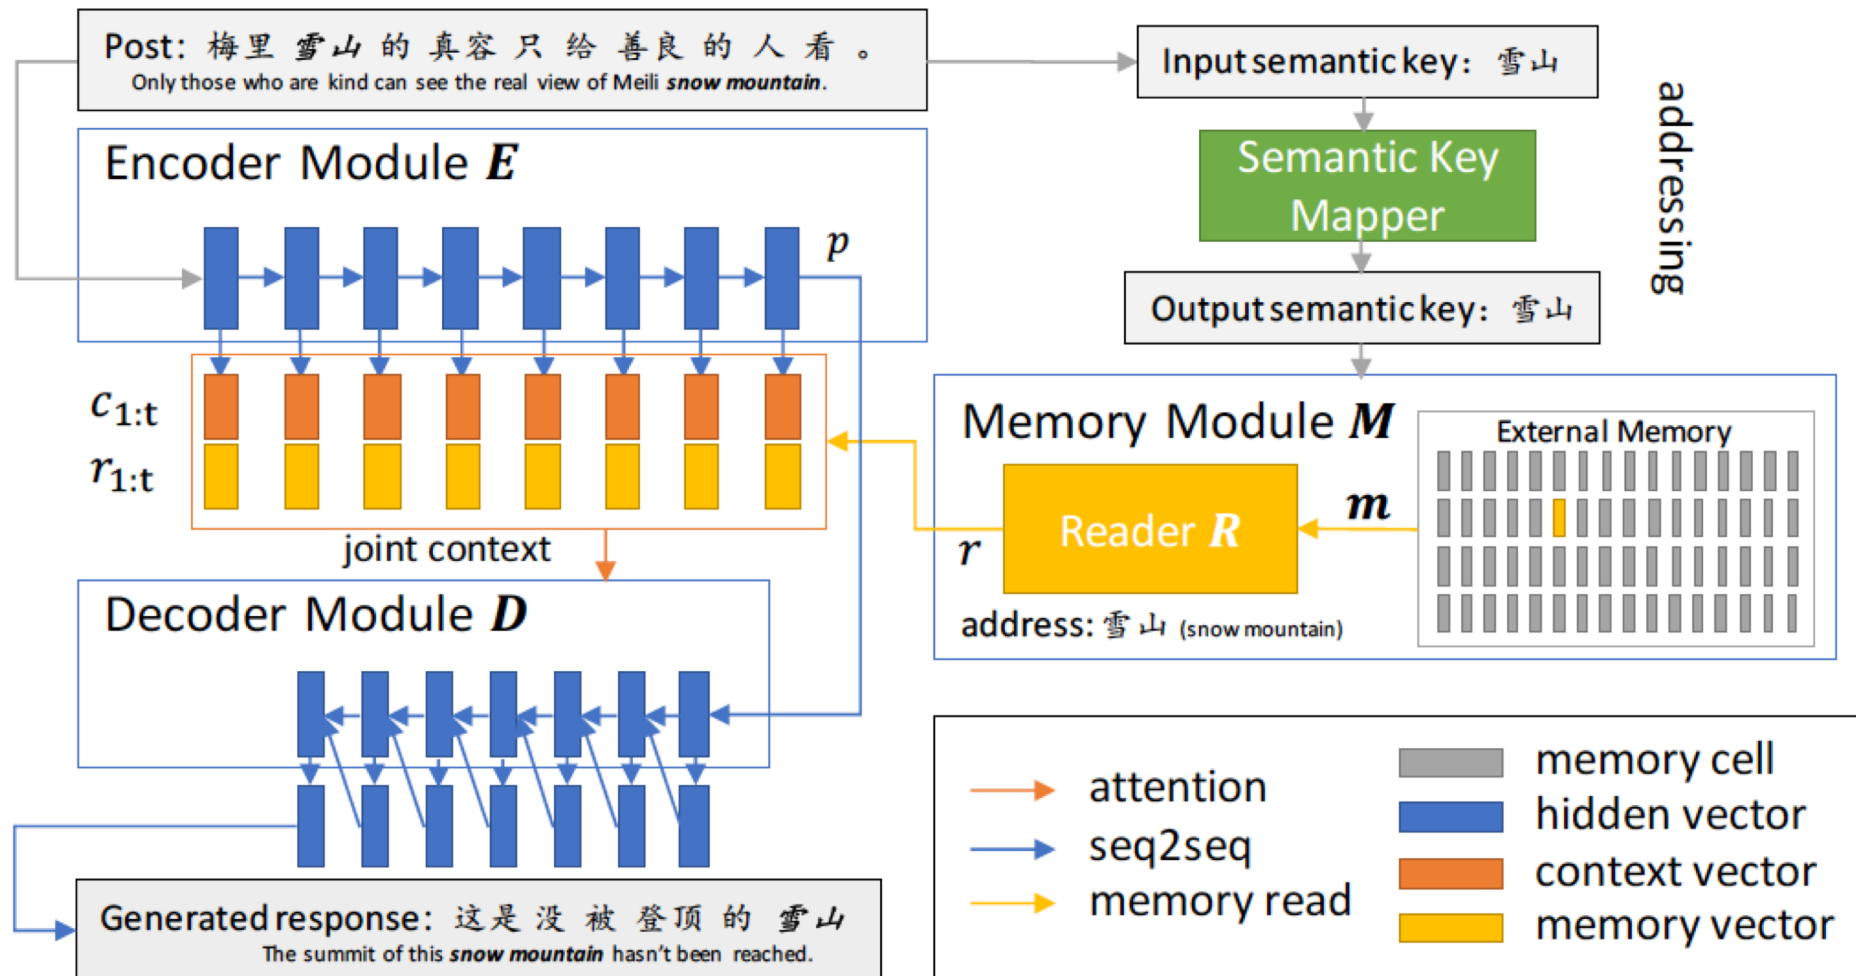 Post: 梅里 雪山 的 真容 只 给 善良 的 人 看 。
Only those who are kind can see the real view of Meili snow mountain.
Input semantic key: 雪山
addressing
Semantic Key
Mapper
Output semantic key: 雪山
Encoder Module E
p
c1:t
r1:t
joint context
Memory Module M
External Memory
Reader R
m
r
address: 雪山 (snow mountain)
Decoder Module D
attention
seq2seq
memory read
memory cell
hidden vector
context vector
memory vector
Generated response: 这是 没 被 登顶 的 雪山
The summit of this snow mountain hasn't been reached.